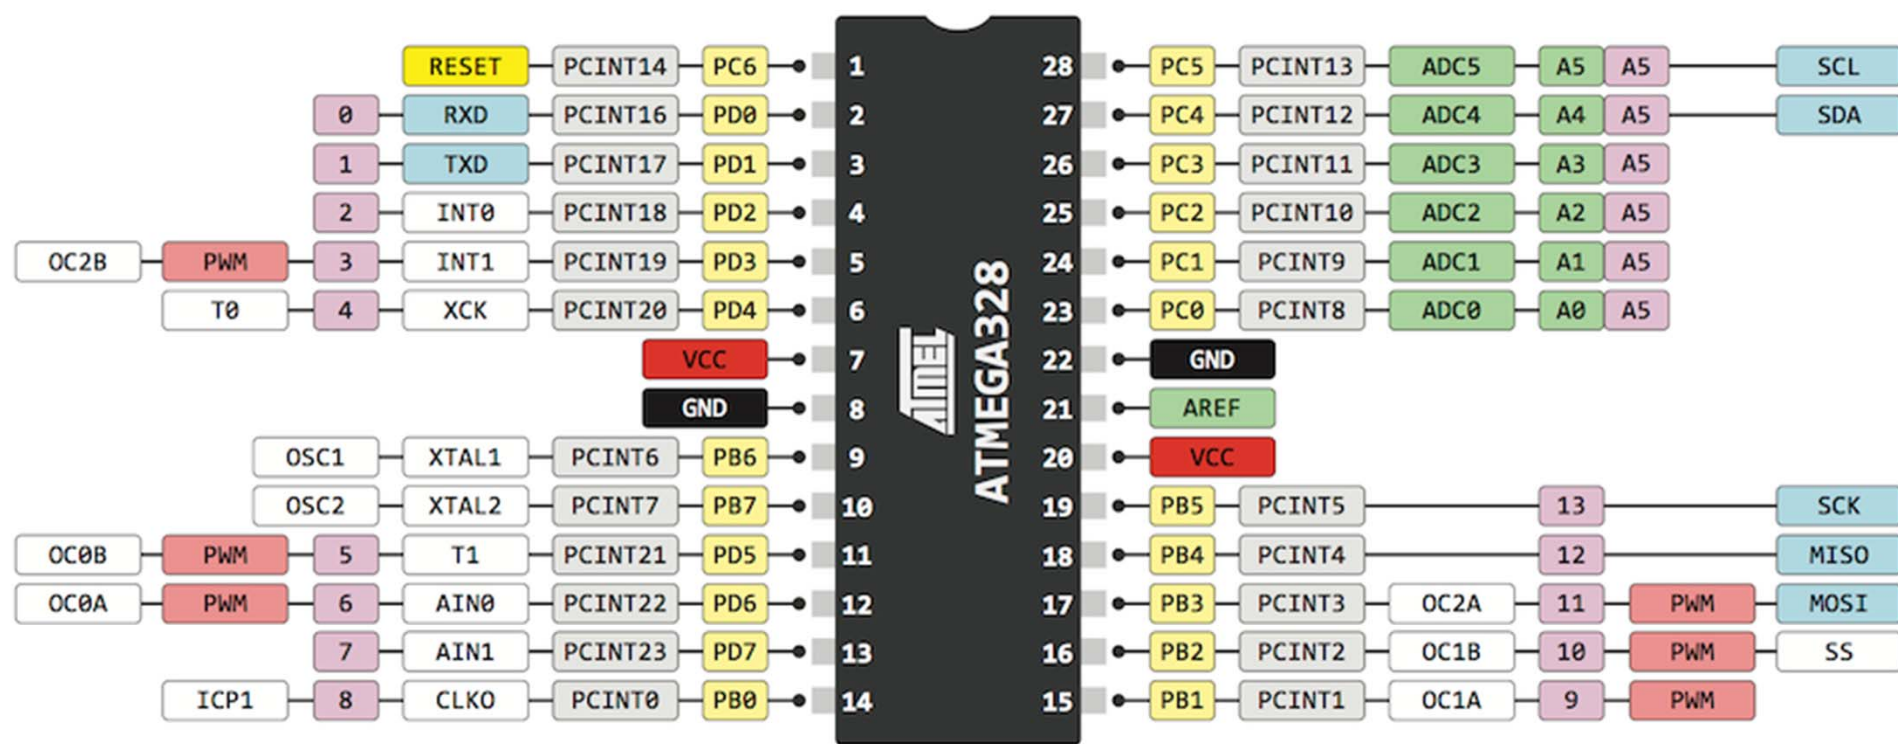 RESET PCINT14 PC6 1 28 PC5 PCINT13 ADC5 A5 A5 SCL
0 RXD PCINT16 PD0 2 27 PC4 PCINT12 ADC4 A4 A5 SDA
1 TXD PCINT17 PD1 3 26 PC3 PCINT11 ADC3 A3 A5
2 INT0 PCINT18 PD2 4 25 PC2 PCINT10 ADC2 A2 A5
OC2B PWM 3 INT1 PCINT19 PD3 5 24 PC1 PCINT9 ADC1 A1 A5
T0 4 XCK PCINT20 PD4 6 23 PC0 PCINT8 ADC0 A0 A5
VCC 7 22 GND
GND 8 21 AREF
OSC1 XTAL1 PCINT6 PB6 9 20 VCC
OSC2 XTAL2 PCINT7 PB7 10 19 PB5 PCINT5 13 SCK
OC0B PWM 5 T1 PCINT21 PD5 11 18 PB4 PCINT4 12 MISO
OC0A PWM 6 AIN0 PCINT22 PD6 12 17 PB3 PCINT3 OC2A 11 PWM MOSI
7 AIN1 PCINT23 PD7 13 16 PB2 PCINT2 OC1B 10 PWM SS
ICP1 8 CLKO PCINT0 PB0 14 15 PB1 PCINT1 OC1A 9 PWM
ATMEL
ATMEGA328